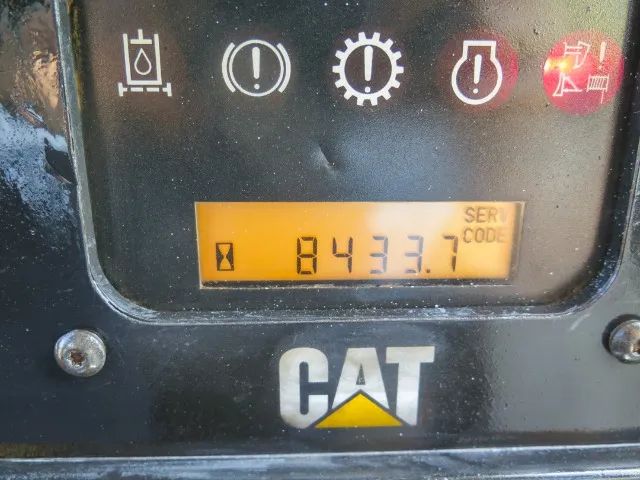 SERV
CODE
8433.7
CAT